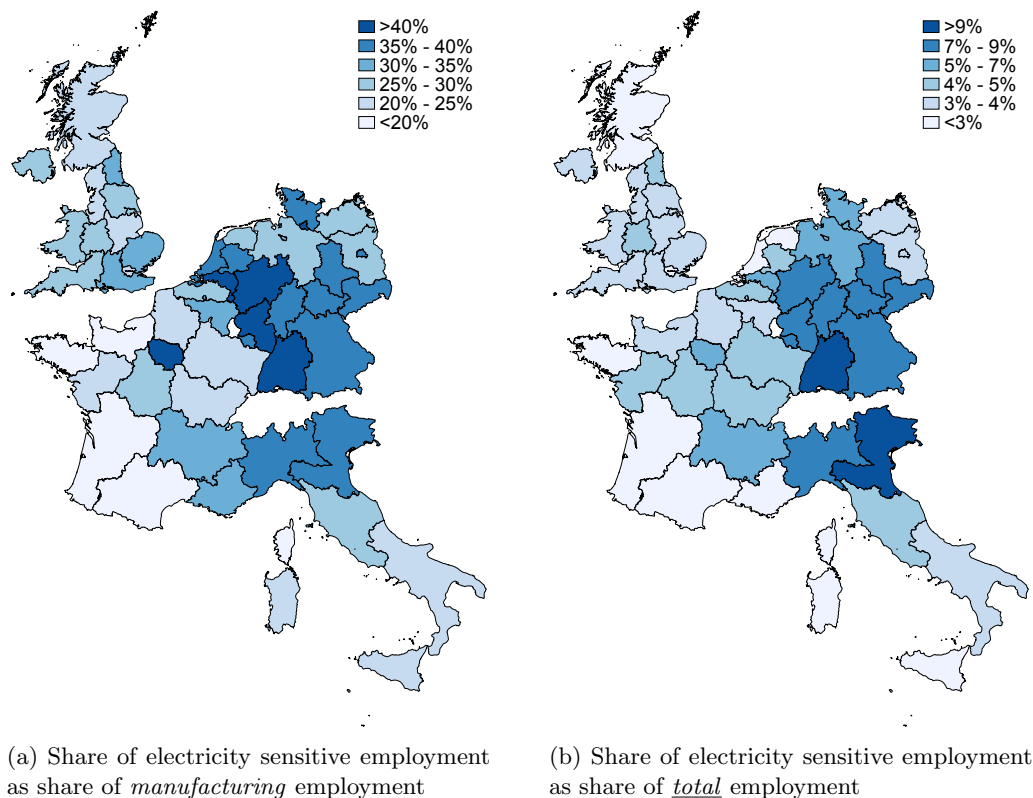 >40%
35% - 40%
30% - 35%
25% - 30%
20% - 25%
<20%
>9%
7% - 9%
5% - 7%
4% - 5%
3% - 4%
<3%
(a) Share of electricity sensitive employment
as share of manufacturing employment
(b) Share of electricity sensitive employment
as share of total employment